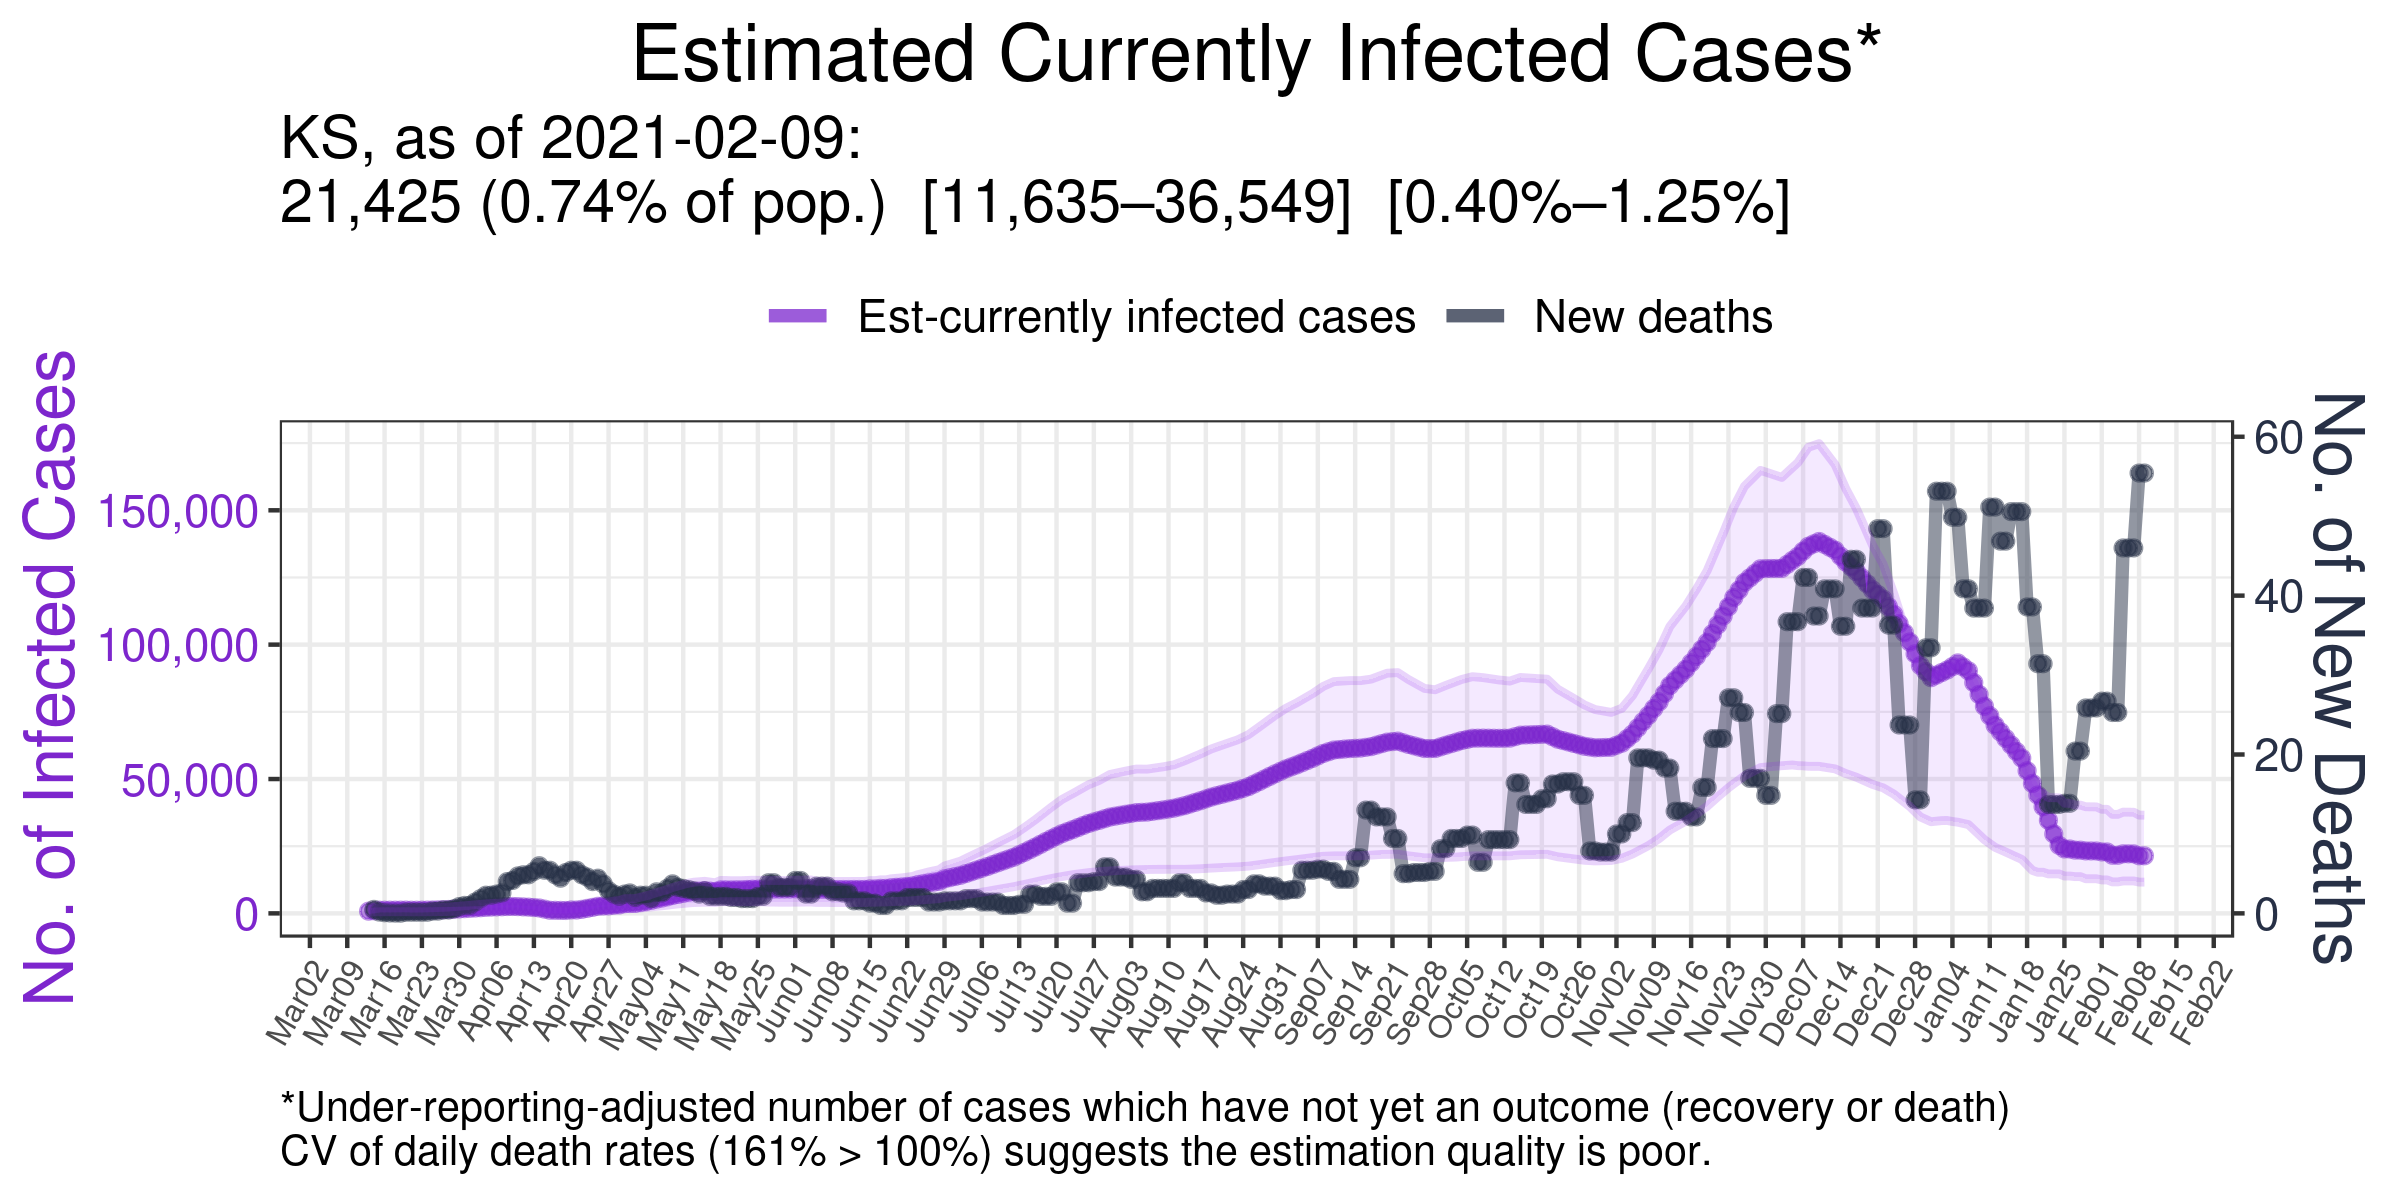 Estimated Currently Infected Cases*
KS, as of 2021-02-09:
21,425 (0.74% of pop.) [11,635–36,549] [0.40%–1.25%]
Est-currently infected cases
New deaths
No. of Infected Cases
150,000
100,000
50,000
0
60
40
20
0
No. of New Deaths
Mar02
Mar09
Mar16
Mar23
Mar30
Apr06
Apr13
Apr20
Apr27
May04
May11
May18
May25
Jun01
Jun08
Jun15
Jun22
Jun29
Jul06
Jul13
Jul20
Jul27
Aug03
Aug10
Aug17
Aug24
Aug31
Sep07
Sep14
Sep21
Sep28
Oct05
Oct12
Oct19
Oct26
Nov02
Nov09
Nov16
Nov23
Nov30
Dec07
Dec14
Dec21
Dec28
Jan04
Jan11
Jan18
Jan25
Feb01
Feb08
Feb15
Feb22
*Under-reporting-adjusted number of cases which have not yet an outcome (recovery or death)
CV of daily death rates (161% > 100%) suggests the estimation quality is poor.